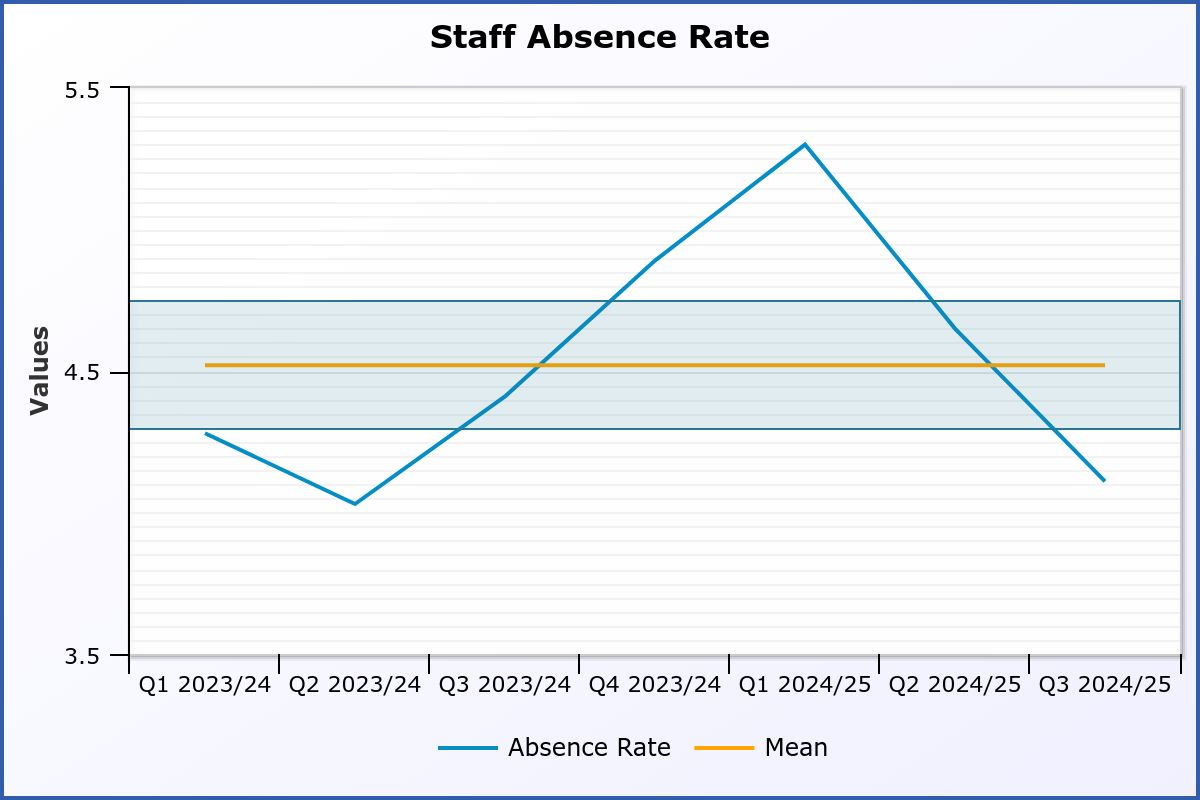 Staff Absence Rate
5.5
4.5
3.5
Values
Q1 2023/24 Q2 2023/24 Q3 2023/24 Q4 2023/24 Q1 2024/25 Q2 2024/25 Q3 2024/25
Absence Rate Mean